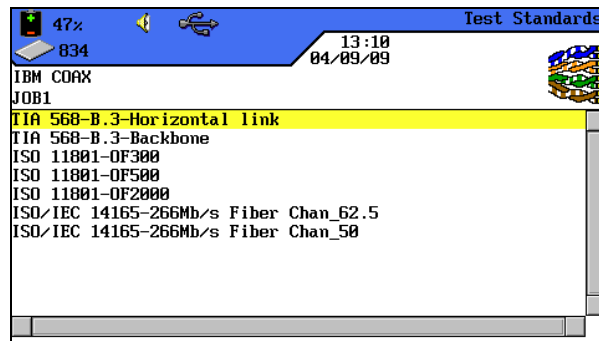 47% Test Standards
834 13:10
04/09/09
IBM COAX
JOB1
TIA 568-B.3-Horizontal link
TIA 568-B.3-Backbone
ISO 11801-OF300
ISO 11801-OF500
ISO 11801-OF2000
ISO/IEC 14165-266Mb/s Fiber Chan_62.5
ISO/IEC 14165-266Mb/s Fiber Chan_50